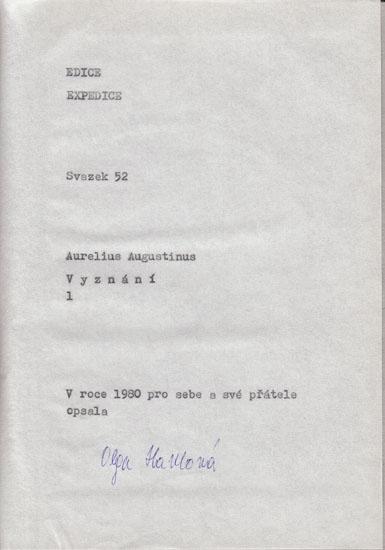 EDICE
EXPEDICE
Svazek 52
Aurelius Augustinus
V y z n á n í
1
V roce 1980 pro sebe a své přátele
opsala
Olga Havlová